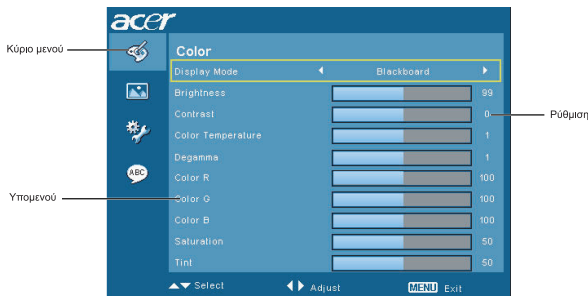 acer
Κύριο μενού
Color
Display Mode Blackboard
Brightness 99
Contrast 0 Ρύθμιση
Color Temperature 1
Degamma 1
ABC
Color R 100
Υπομενού Color G 100
Color B 100
Saturation 50
Tint 50
Select Adjust MENU Exit